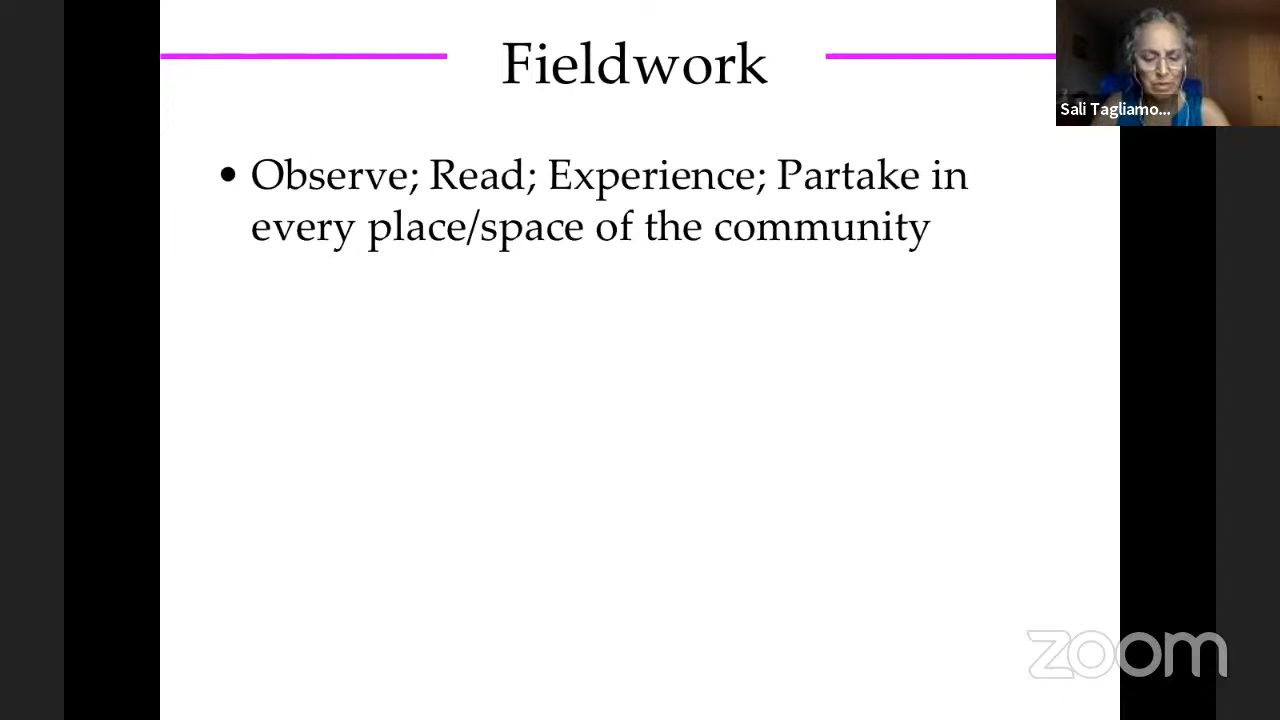 Fieldwork
Sali Tagliamo...
• Observe; Read; Experience; Partake in
every place/space of the community
zoom